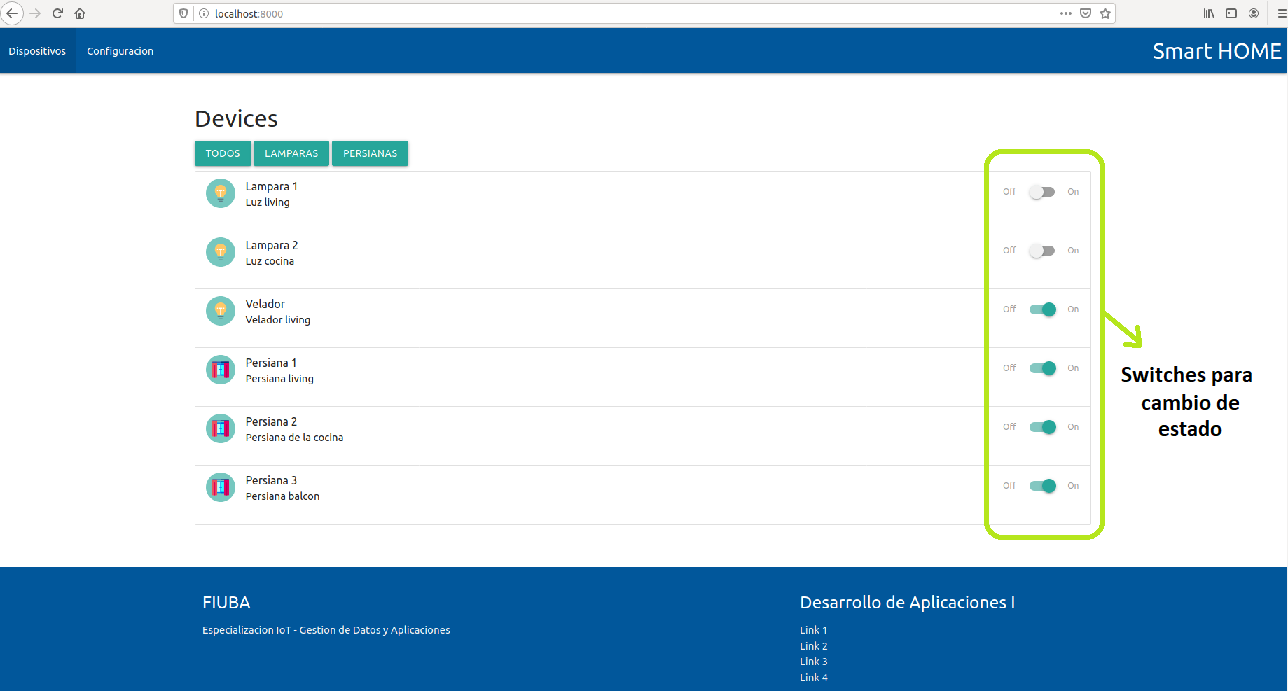 localhost:8000
Dispositivos
Configuracion
Smart HOME
Devices
TODOS
LAMPARAS
PERSIANAS
Lampara 1
Luz living
Off
On
Lampara 2
Luz cocina
Off
On
Velador
Velador living
Off
On
Persiana 1
Persiana living
Off
On
Persiana 2
Persiana de la cocina
Off
On
Persiana 3
Persiana balcon
Off
On
Switches para
cambio de
estado
FIUBA
Especializacion IoT - Gestion de Datos y Aplicaciones
Desarrollo de Aplicaciones I
Link 1
Link 2
Link 3
Link 4